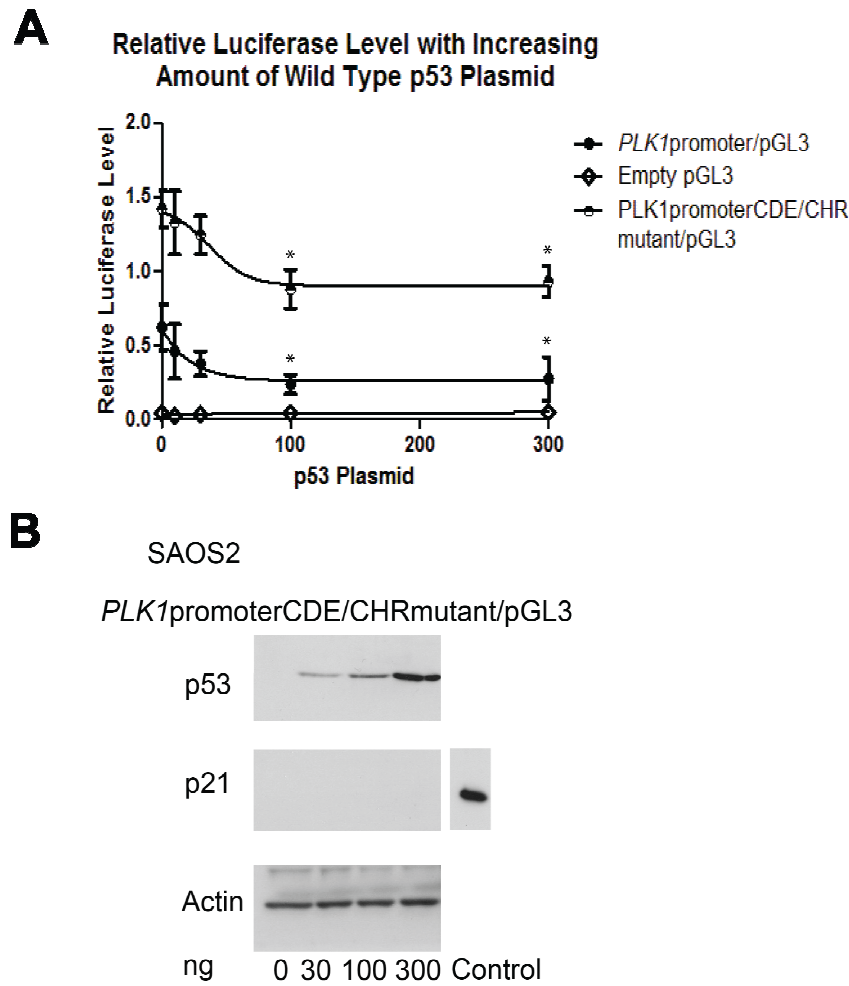 A
Relative Luciferase Level with Increasing
Amount of Wild Type p53 Plasmid
Relative Luciferase Level
2.0
1.5
1.0
0.5
0.0
*
*
*
*
0 100 200 300
p53 Plasmid
PLK1promoter/pGL3
Empty pGL3
PLK1promoterCDE/CHR
mutant/pGL3
B
SAOS2
PLK1promoterCDE/CHRmutant/pGL3
p53
p21
Actin
ng 0 30 100 300 Control